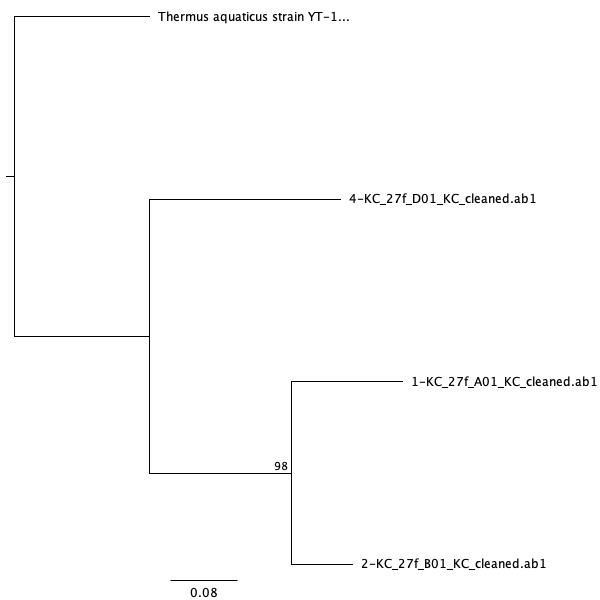 Thermus aquaticus strain YT-1...
4-KC_27f_D01_KC_cleaned.ab1
1-KC_27f_A01_KC_cleaned.ab1
98
2-KC_27f_B01_KC_cleaned.ab1
0.08